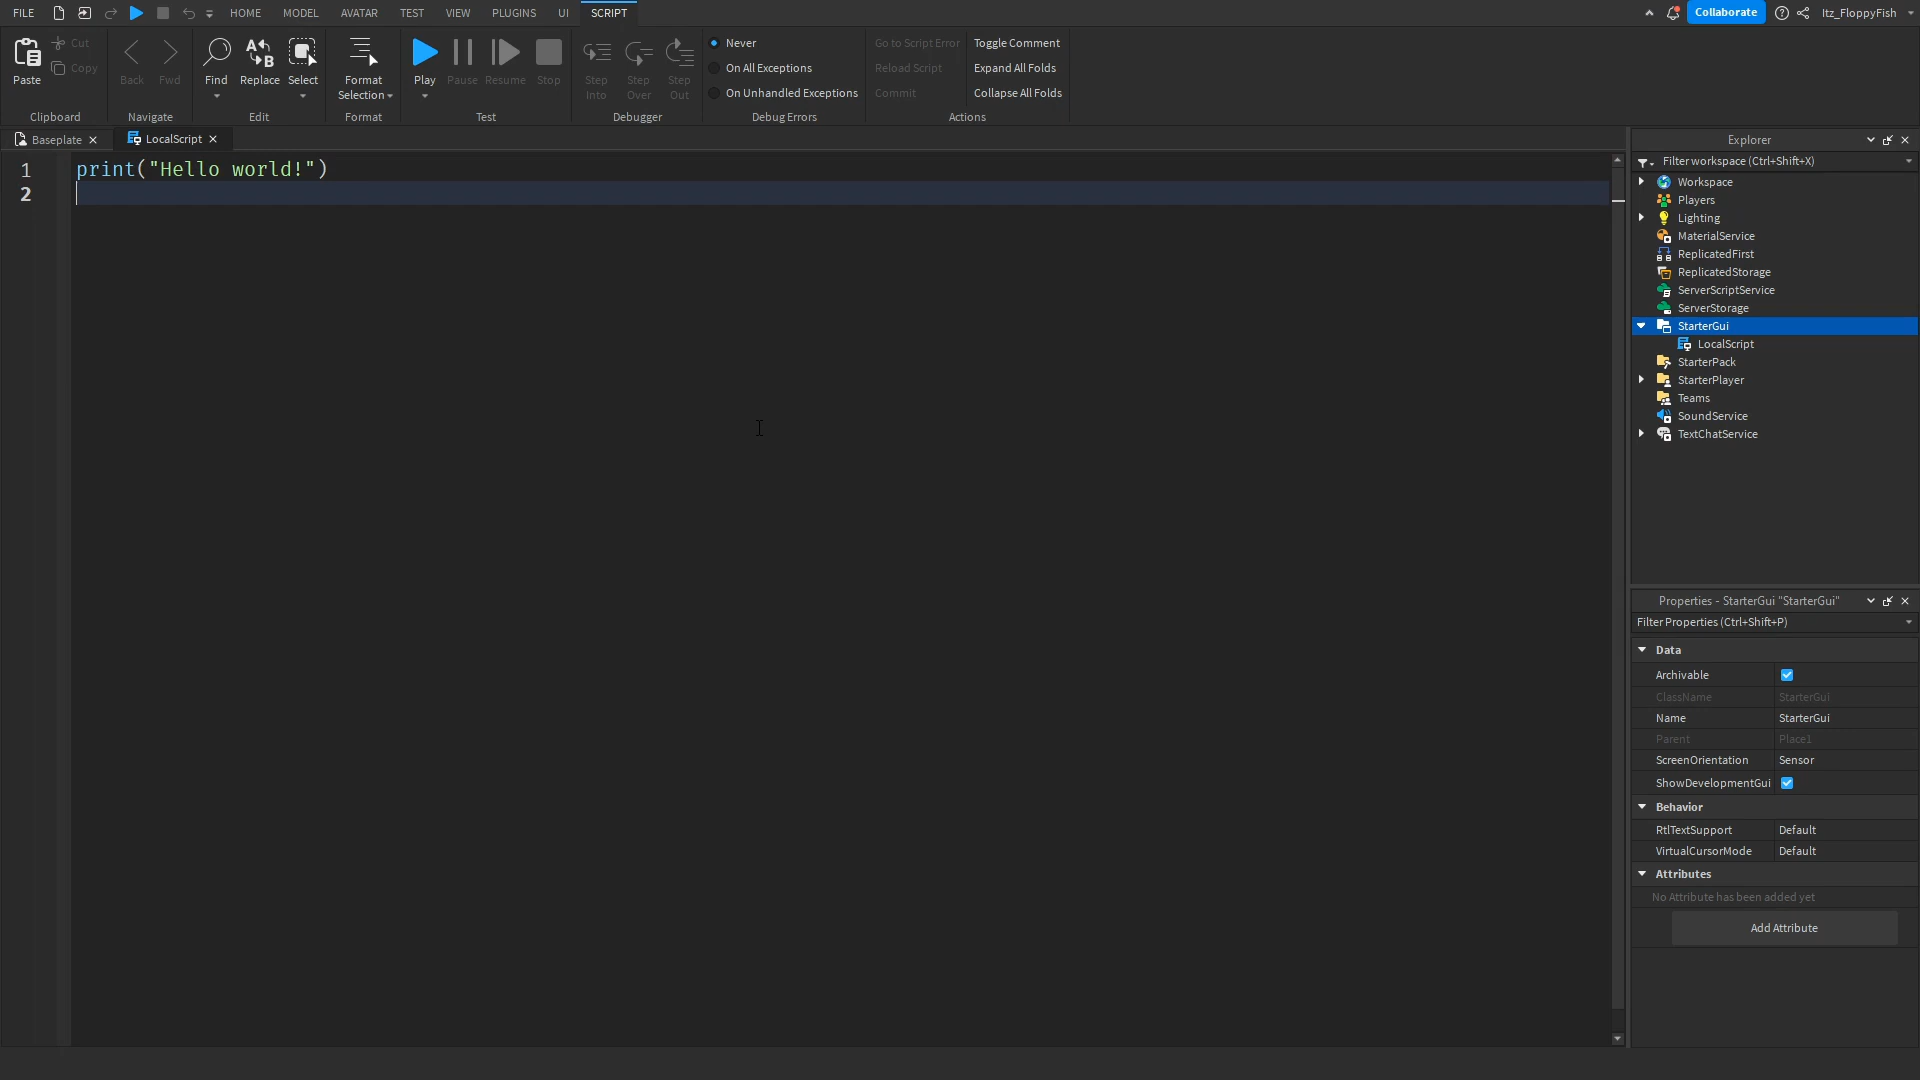 FILE HOME MODEL AVATAR TEST VIEW PLUGINS UI SCRIPT Collaborate Itz_FloppyFish
Paste Cut Copy
Back Fwd
Find Replace Select
Format Selection
Play Pause Resume Stop
Step Into Step Over Step Out
Never
On All Exceptions
On Unhandled Exceptions
Go to Script Error
Reload Script
Commit
Toggle Comment
Expand All Folds
Collapse All Folds
Clipboard Navigate Edit Format Test Debugger Debug Errors Actions
Baseplate LocalScript
1 print("Hello world!")
2
Explorer
Filter workspace (Ctrl+Shift+X)
Workspace
Players
Lighting
MaterialService
ReplicatedFirst
ReplicatedStorage
ServerScriptService
ServerStorage
StarterGui
LocalScript
StarterPack
StarterPlayer
Teams
SoundService
TextChatService
Properties - StarterGui "StarterGui"
Filter Properties (Ctrl+Shift+P)
Data
Archivable
ClassName StarterGui
Name StarterGui
Parent Place1
ScreenOrientation Sensor
ShowDevelopmentGui
Behavior
RtlTextSupport Default
VirtualCursorMode Default
Attributes
No Attribute has been added yet
Add Attribute